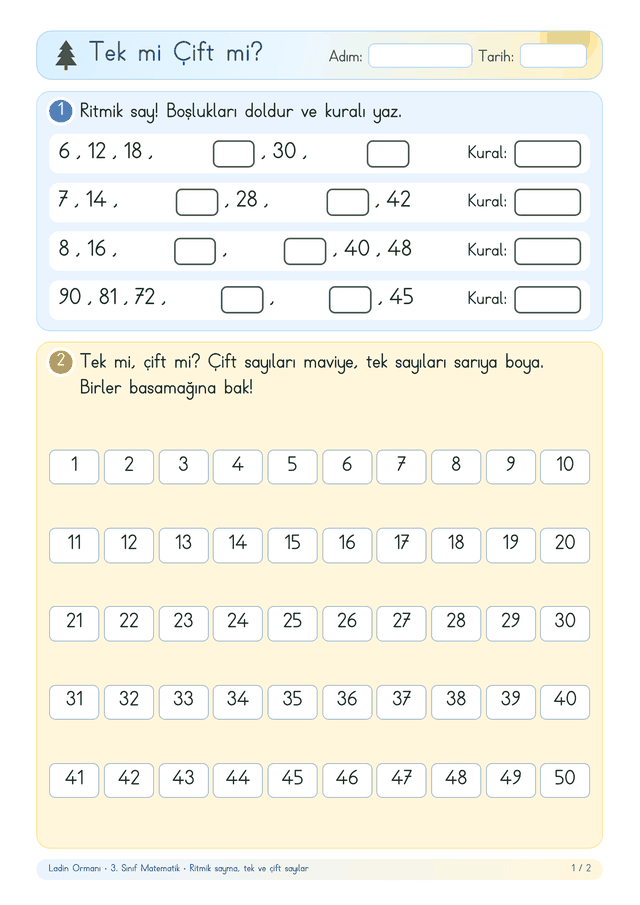 Tek mi Çift mi?
Adım:
Tarih:
1 Ritmik say! Boşlukları doldur ve kuralı yaz.
6 , 12 , 18 , , 30 , Kural:
7 , 14 , , 28 , , 42 Kural:
8 , 16 , , , 40 , 48 Kural:
90 , 81 , 72 , , , 45 Kural:
2 Tek mi, çift mi? Çift sayıları maviye, tek sayıları sarıya boya.
Birler basamağına bak!
1 2 3 4 5 6 7 8 9 10
11 12 13 14 15 16 17 18 19 20
21 22 23 24 25 26 27 28 29 30
31 32 33 34 35 36 37 38 39 40
41 42 43 44 45 46 47 48 49 50
Ladin Ormanı • 3. Sınıf Matematik • Ritmik sayma, tek ve çift sayılar
1 / 2